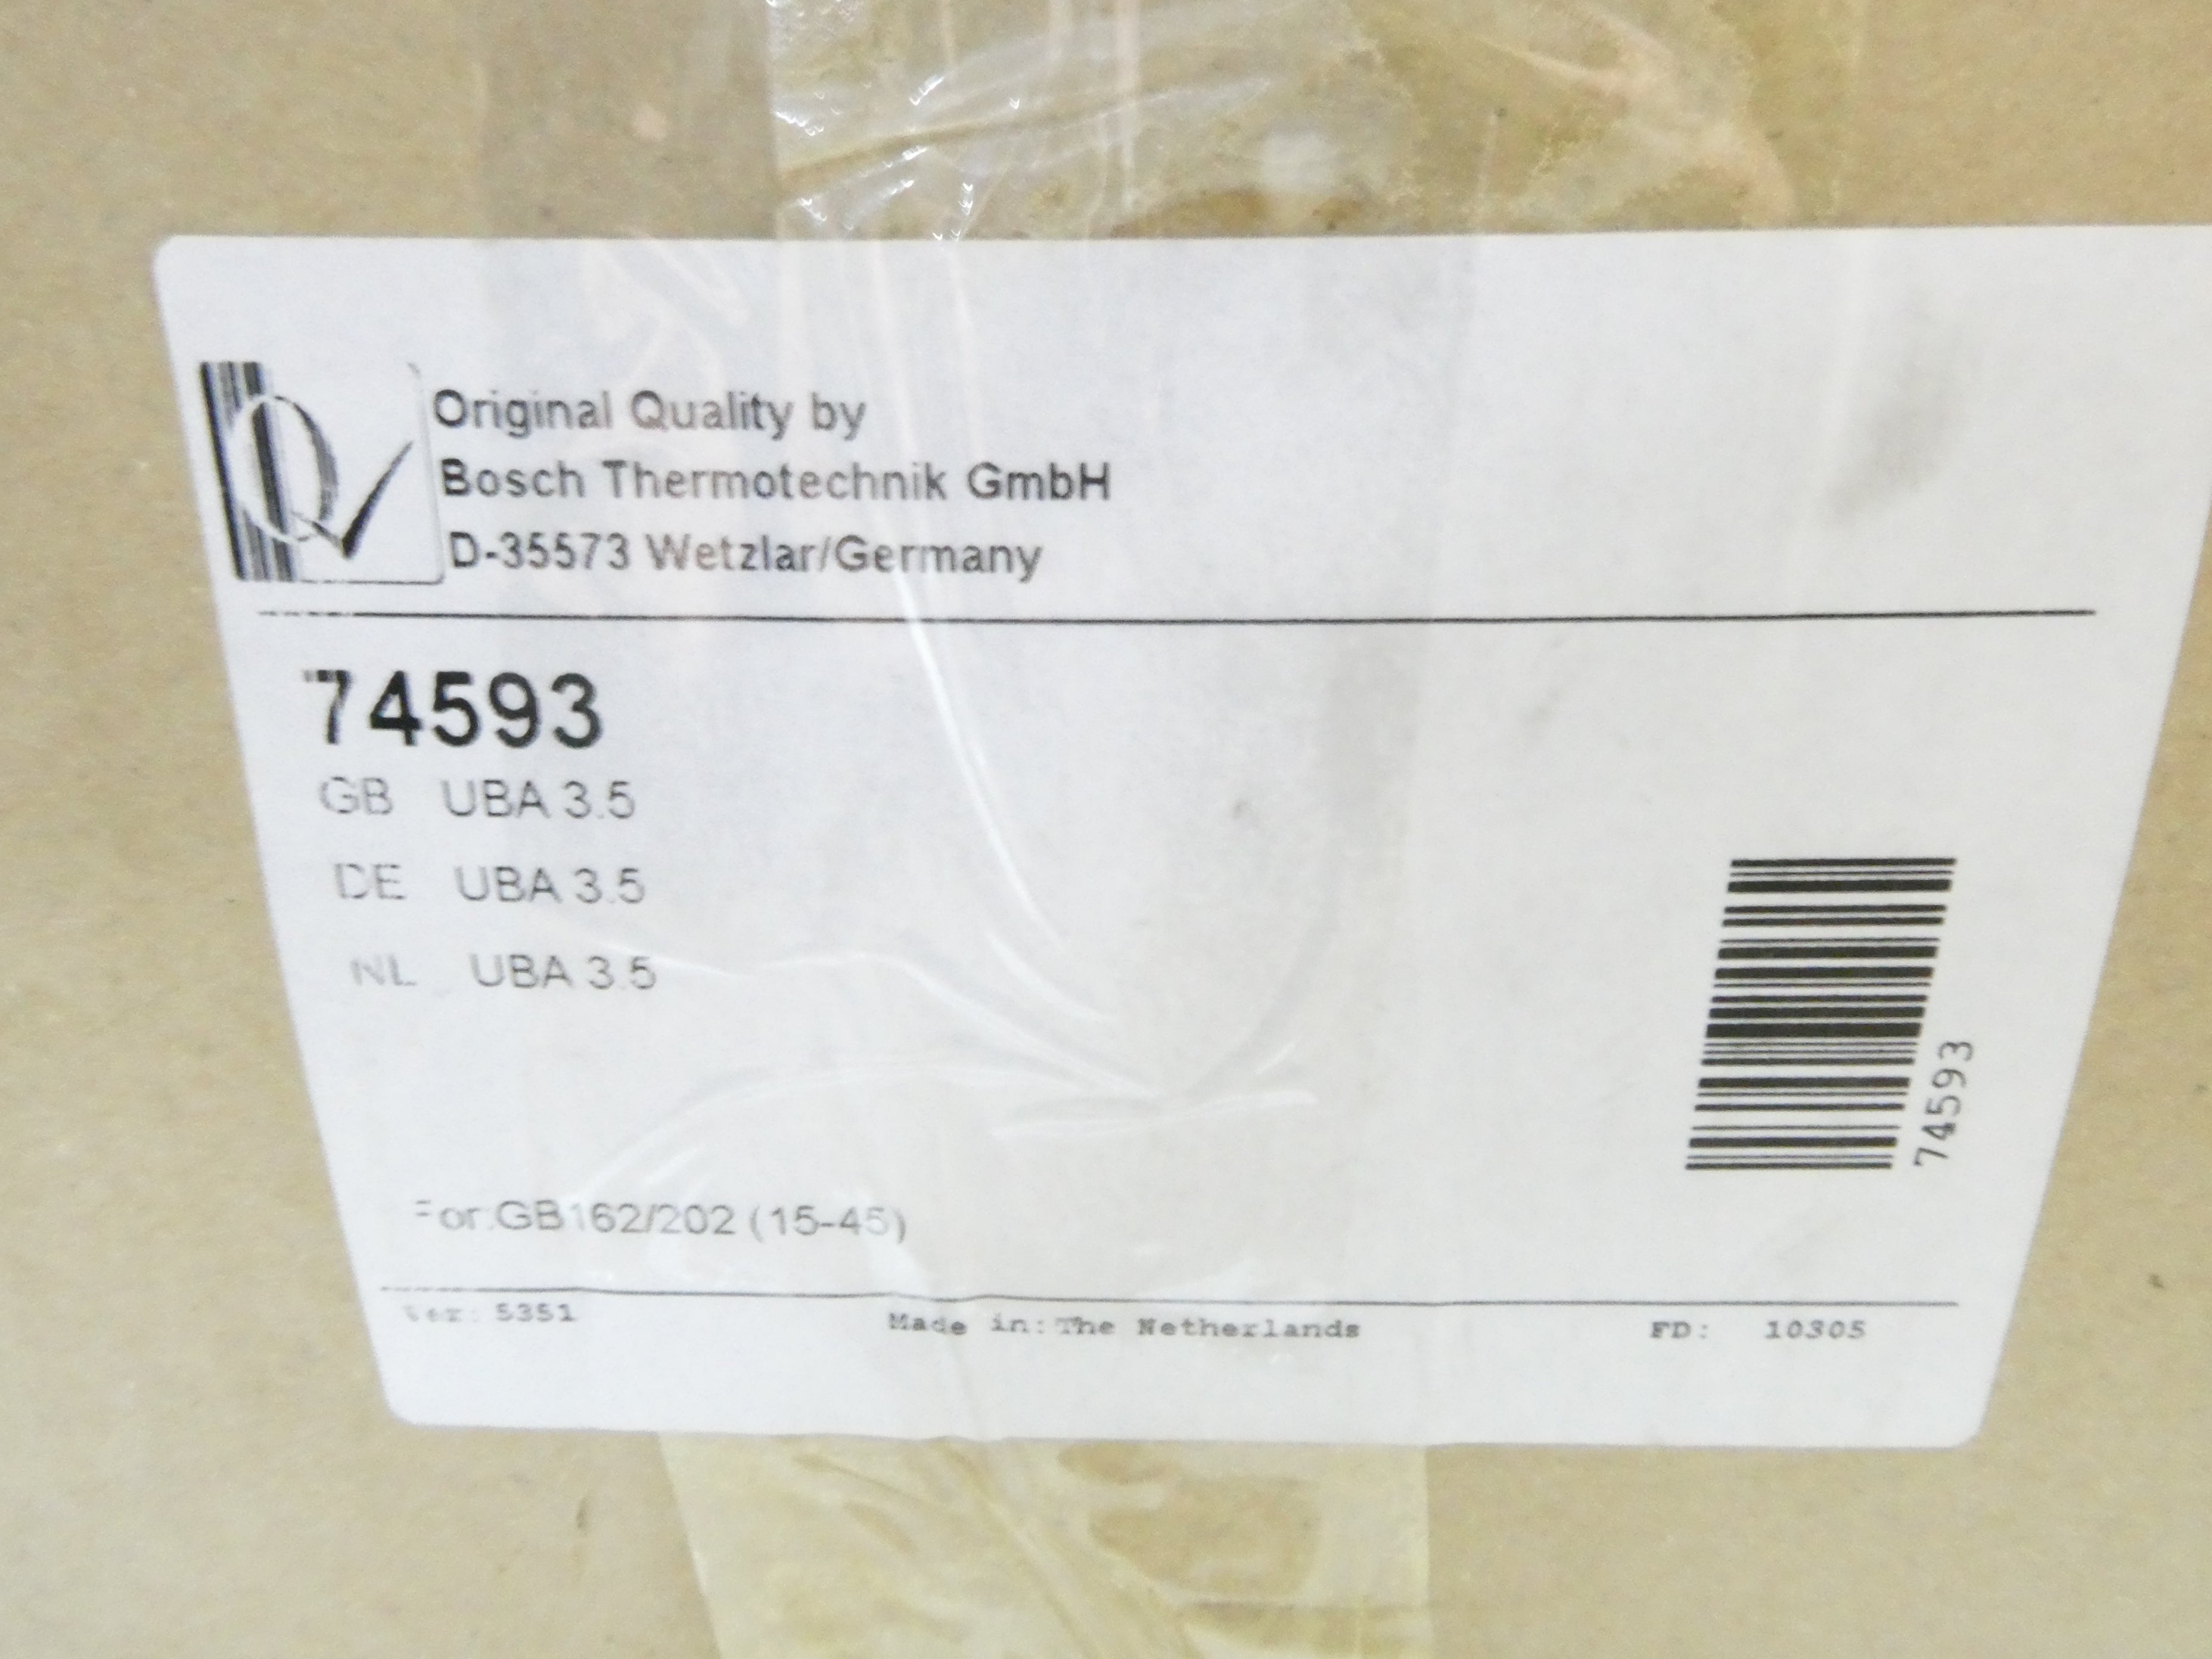 Original Quality by
Bosch Thermotechnik GmbH
D-35573 Wetzlar/Germany
74593
GB UBA 3.5
DE UBA 3.5
NL UBA 3.5
74593
For:GB162/202 (15-45)
Ver: 5351 Made in:The Netherlands FD: 10305